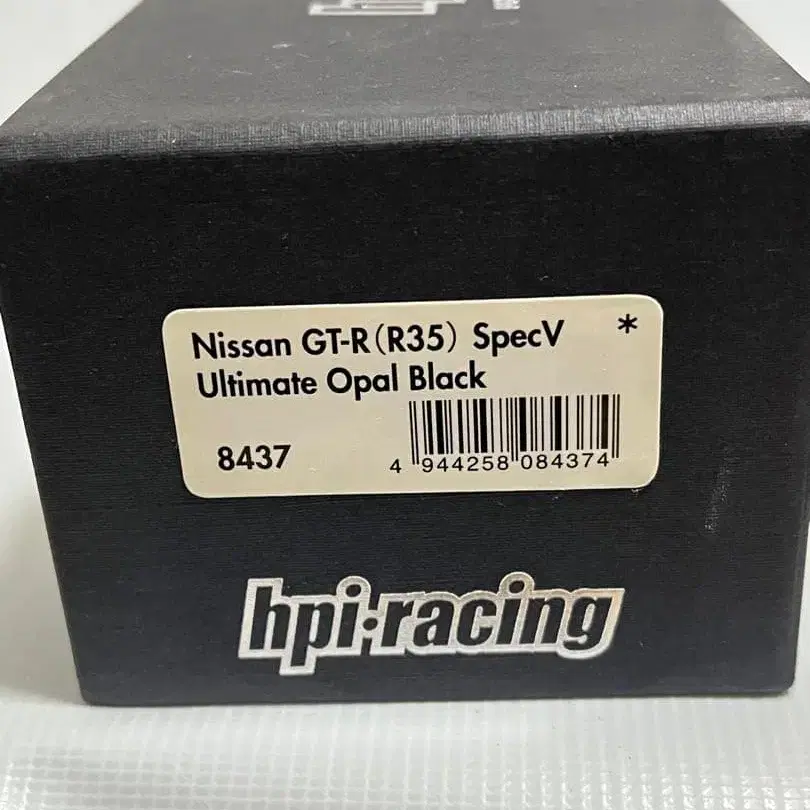 Nissan GT-R（R35） SpecV *
Ultimate Opal Black
8437
4 944258 084374
hpi·racing